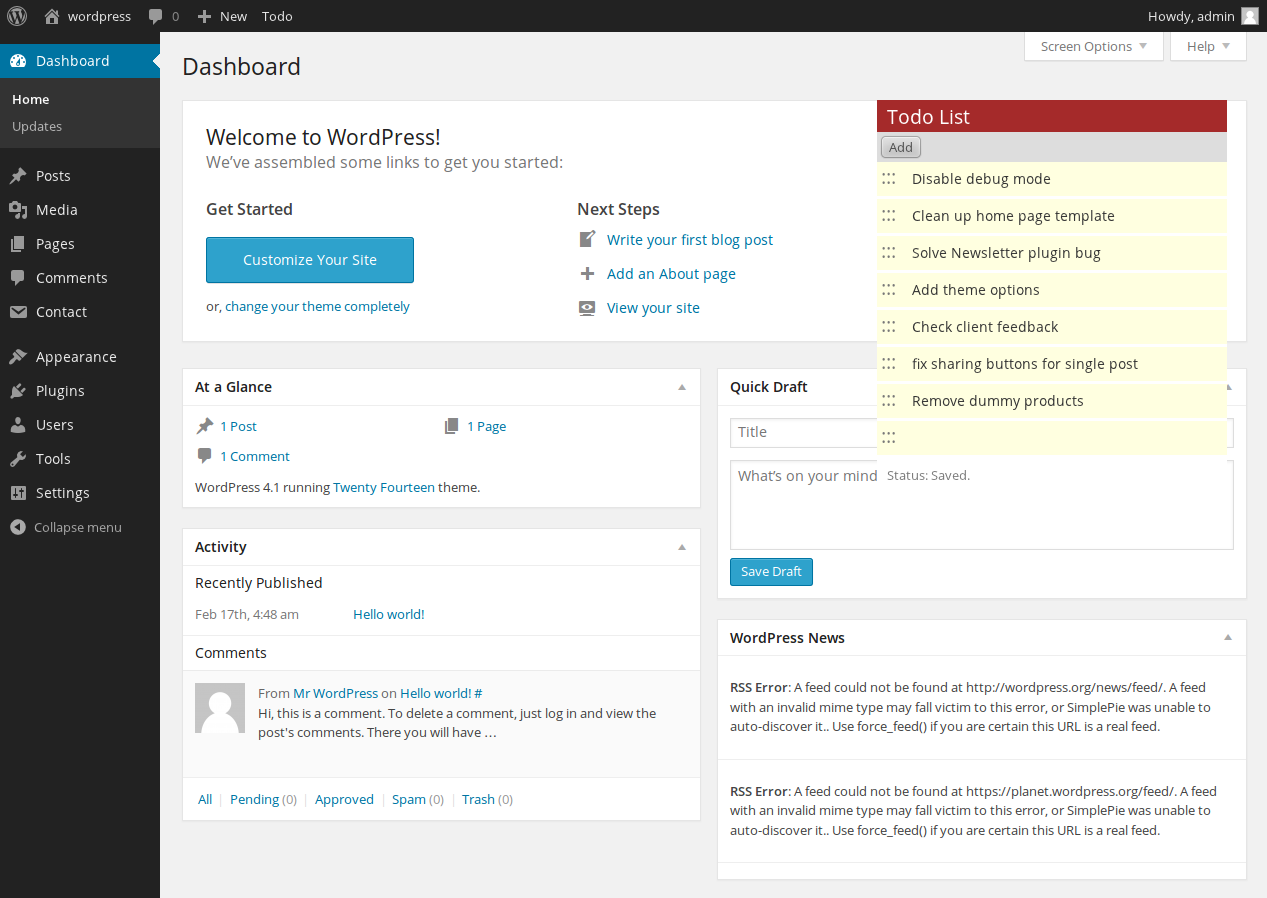 wordpress
0
New
Todo
Howdy, admin
Dashboard
Home
Updates
Posts
Media
Pages
Comments
Contact
Appearance
Plugins
Users
Tools
Settings
Collapse menu
Screen Options
Help
Dashboard
Welcome to WordPress!
We've assembled some links to get you started:
Get Started
Customize Your Site
or, change your theme completely
Next Steps
Write your first blog post
Add an About page
View your site
Todo List
Add
Disable debug mode
Clean up home page template
Solve Newsletter plugin bug
Add theme options
Check client feedback
fix sharing buttons for single post
Remove dummy products
Status: Saved.
At a Glance
1 Post
1 Page
1 Comment
WordPress 4.1 running Twenty Fourteen theme.
Activity
Recently Published
Feb 17th, 4:48 am
Hello world!
Comments
From Mr WordPress on Hello world! #
Hi, this is a comment. To delete a comment, just log in and view the
post's comments. There you will have …
All
Pending (0)
Approved
Spam (0)
Trash (0)
Quick Draft
Title
What's on your mind
Save Draft
WordPress News
RSS Error: A feed could not be found at http://wordpress.org/news/feed/. A feed
with an invalid mime type may fall victim to this error, or SimplePie was unable to
auto-discover it.. Use force_feed() if you are certain this URL is a real feed.
RSS Error: A feed could not be found at https://planet.wordpress.org/feed/. A feed
with an invalid mime type may fall victim to this error, or SimplePie was unable to
auto-discover it.. Use force_feed() if you are certain this URL is a real feed.